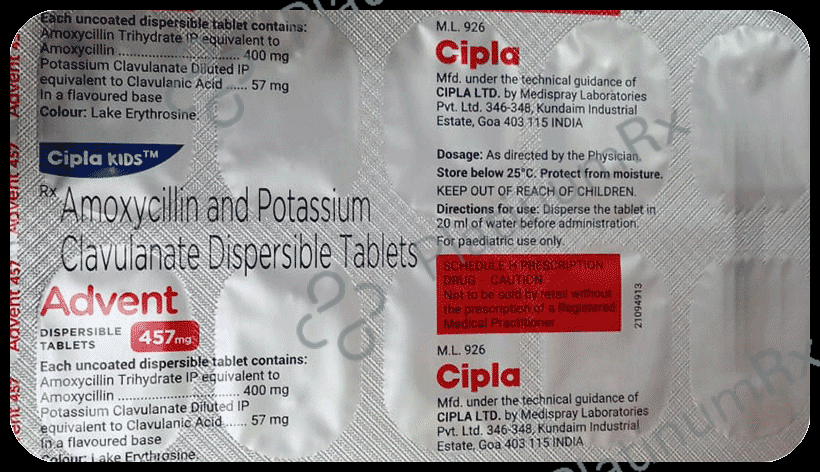 Each uncoated dispersible tablet contains:
Amoxycillin Trihydrate IP equivalent to
Amoxycillin .................. 400 mg
Potassium Clavulanate Diluted IP
equivalent to Clavulanic Acid ...... 57 mg
In a flavoured base
Colour: Lake Erythrosine.
Cipla KIDS™
Rx Amoxycillin and Potassium
Clavulanate Dispersible Tablets
Advent
DISPERSIBLE
TABLETS
457mg
Each uncoated dispersible tablet contains:
Amoxycillin Trihydrate IP equivalent to
Amoxycillin .................. 400 mg
Potassium Clavulanate Diluted IP
equivalent to Clavulanic Acid ...... 57 mg
In a flavoured base
Colour: Lake Erythrosine.
Advent 457 Advent 457 Advent 457 Advent 457
M.L. 926
Cipla
Mfd. under the technical guidance of
CIPLA LTD. by Medispray Laboratories
Pvt. Ltd. 346-348, Kundaim Industrial
Estate, Goa 403 115 INDIA
Dosage: As directed by the Physician.
Store below 25°C. Protect from moisture.
KEEP OUT OF REACH OF CHILDREN.
Directions for use: Disperse the tablet in
20 ml of water before administration.
For paediatric use only.
SCHEDULE H PRESCRIPTION
DRUG - CAUTION
Not to be sold by retail without
the prescription of a Registered
Medical Practitioner
21094913
M.L. 926
Cipla
Mfd. under the technical guidance of
CIPLA LTD. by Medispray Laboratories
Pvt. Ltd. 346-348, Kundaim Industrial
Estate, Goa 403 115 INDIA
PlatinumRx
PlatinumRx
PlatinumRx